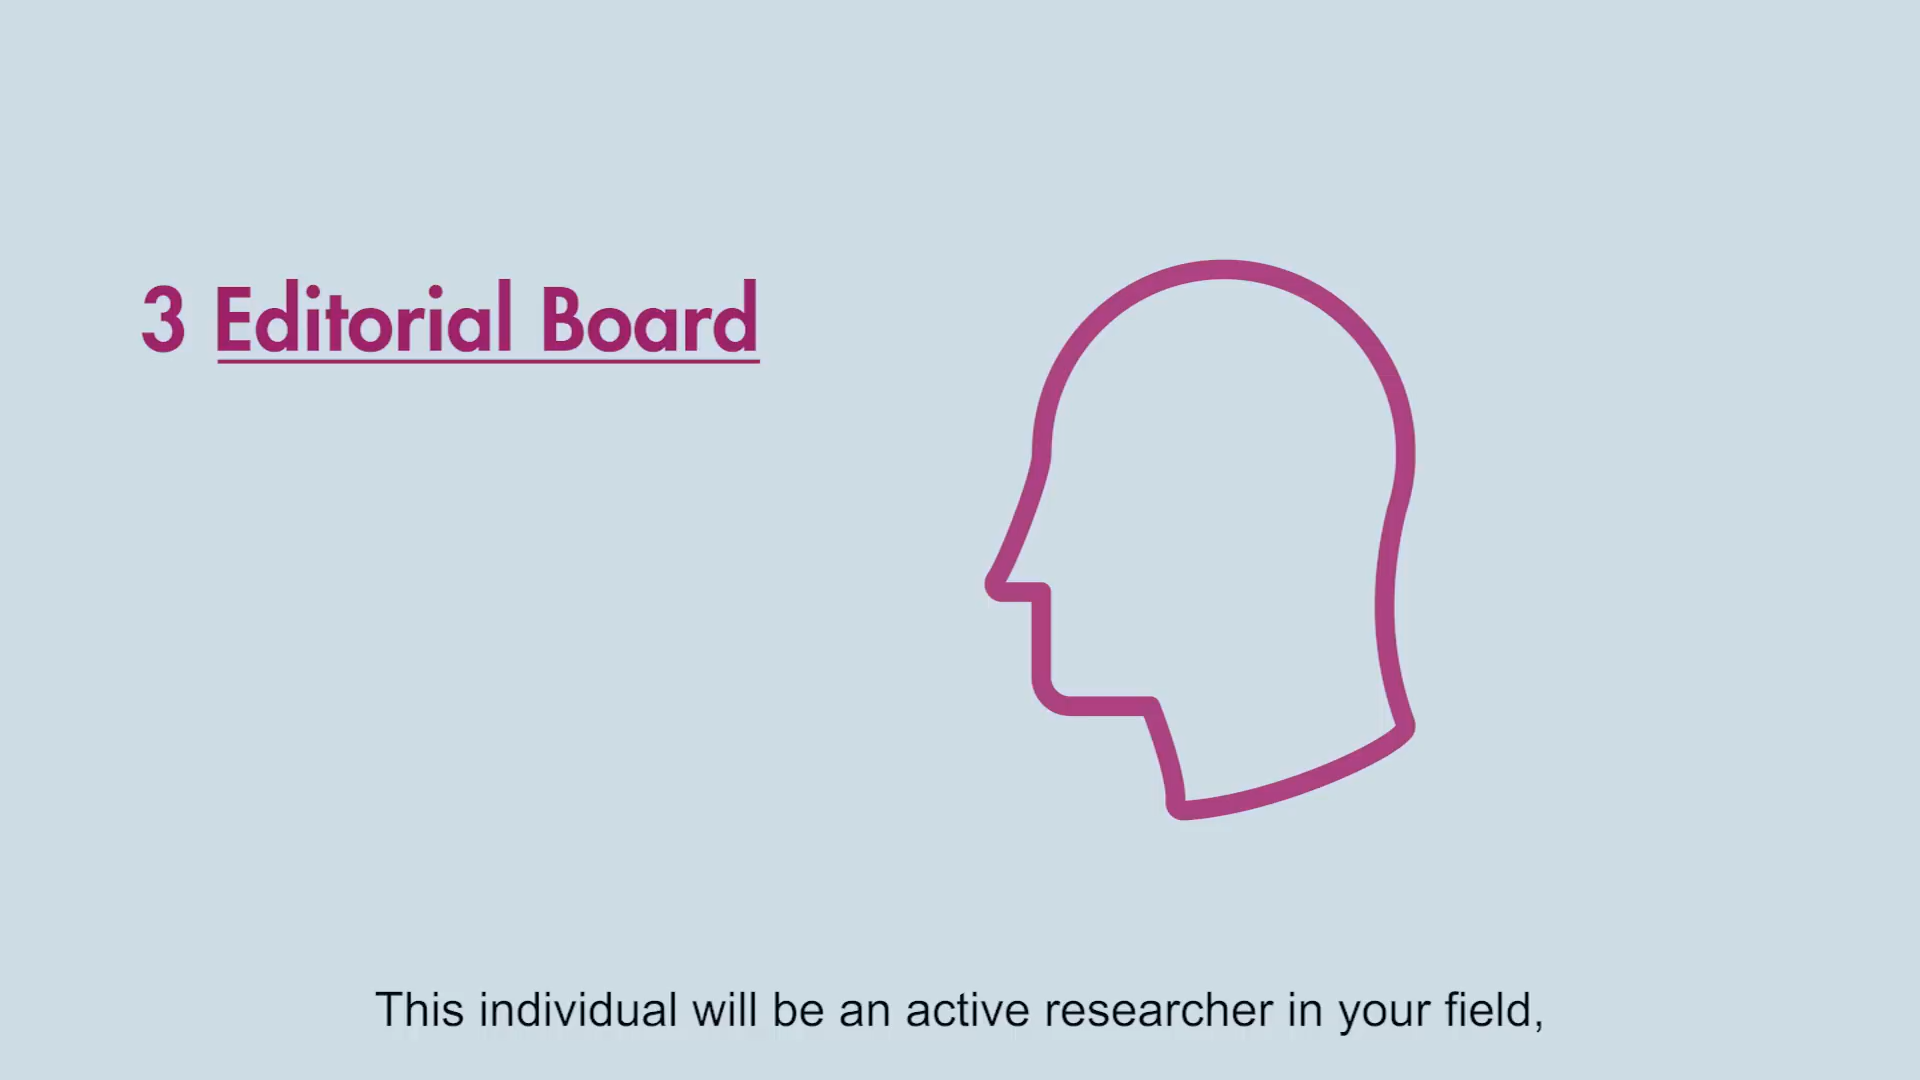 3 Editorial Board
This individual will be an active researcher in your field,